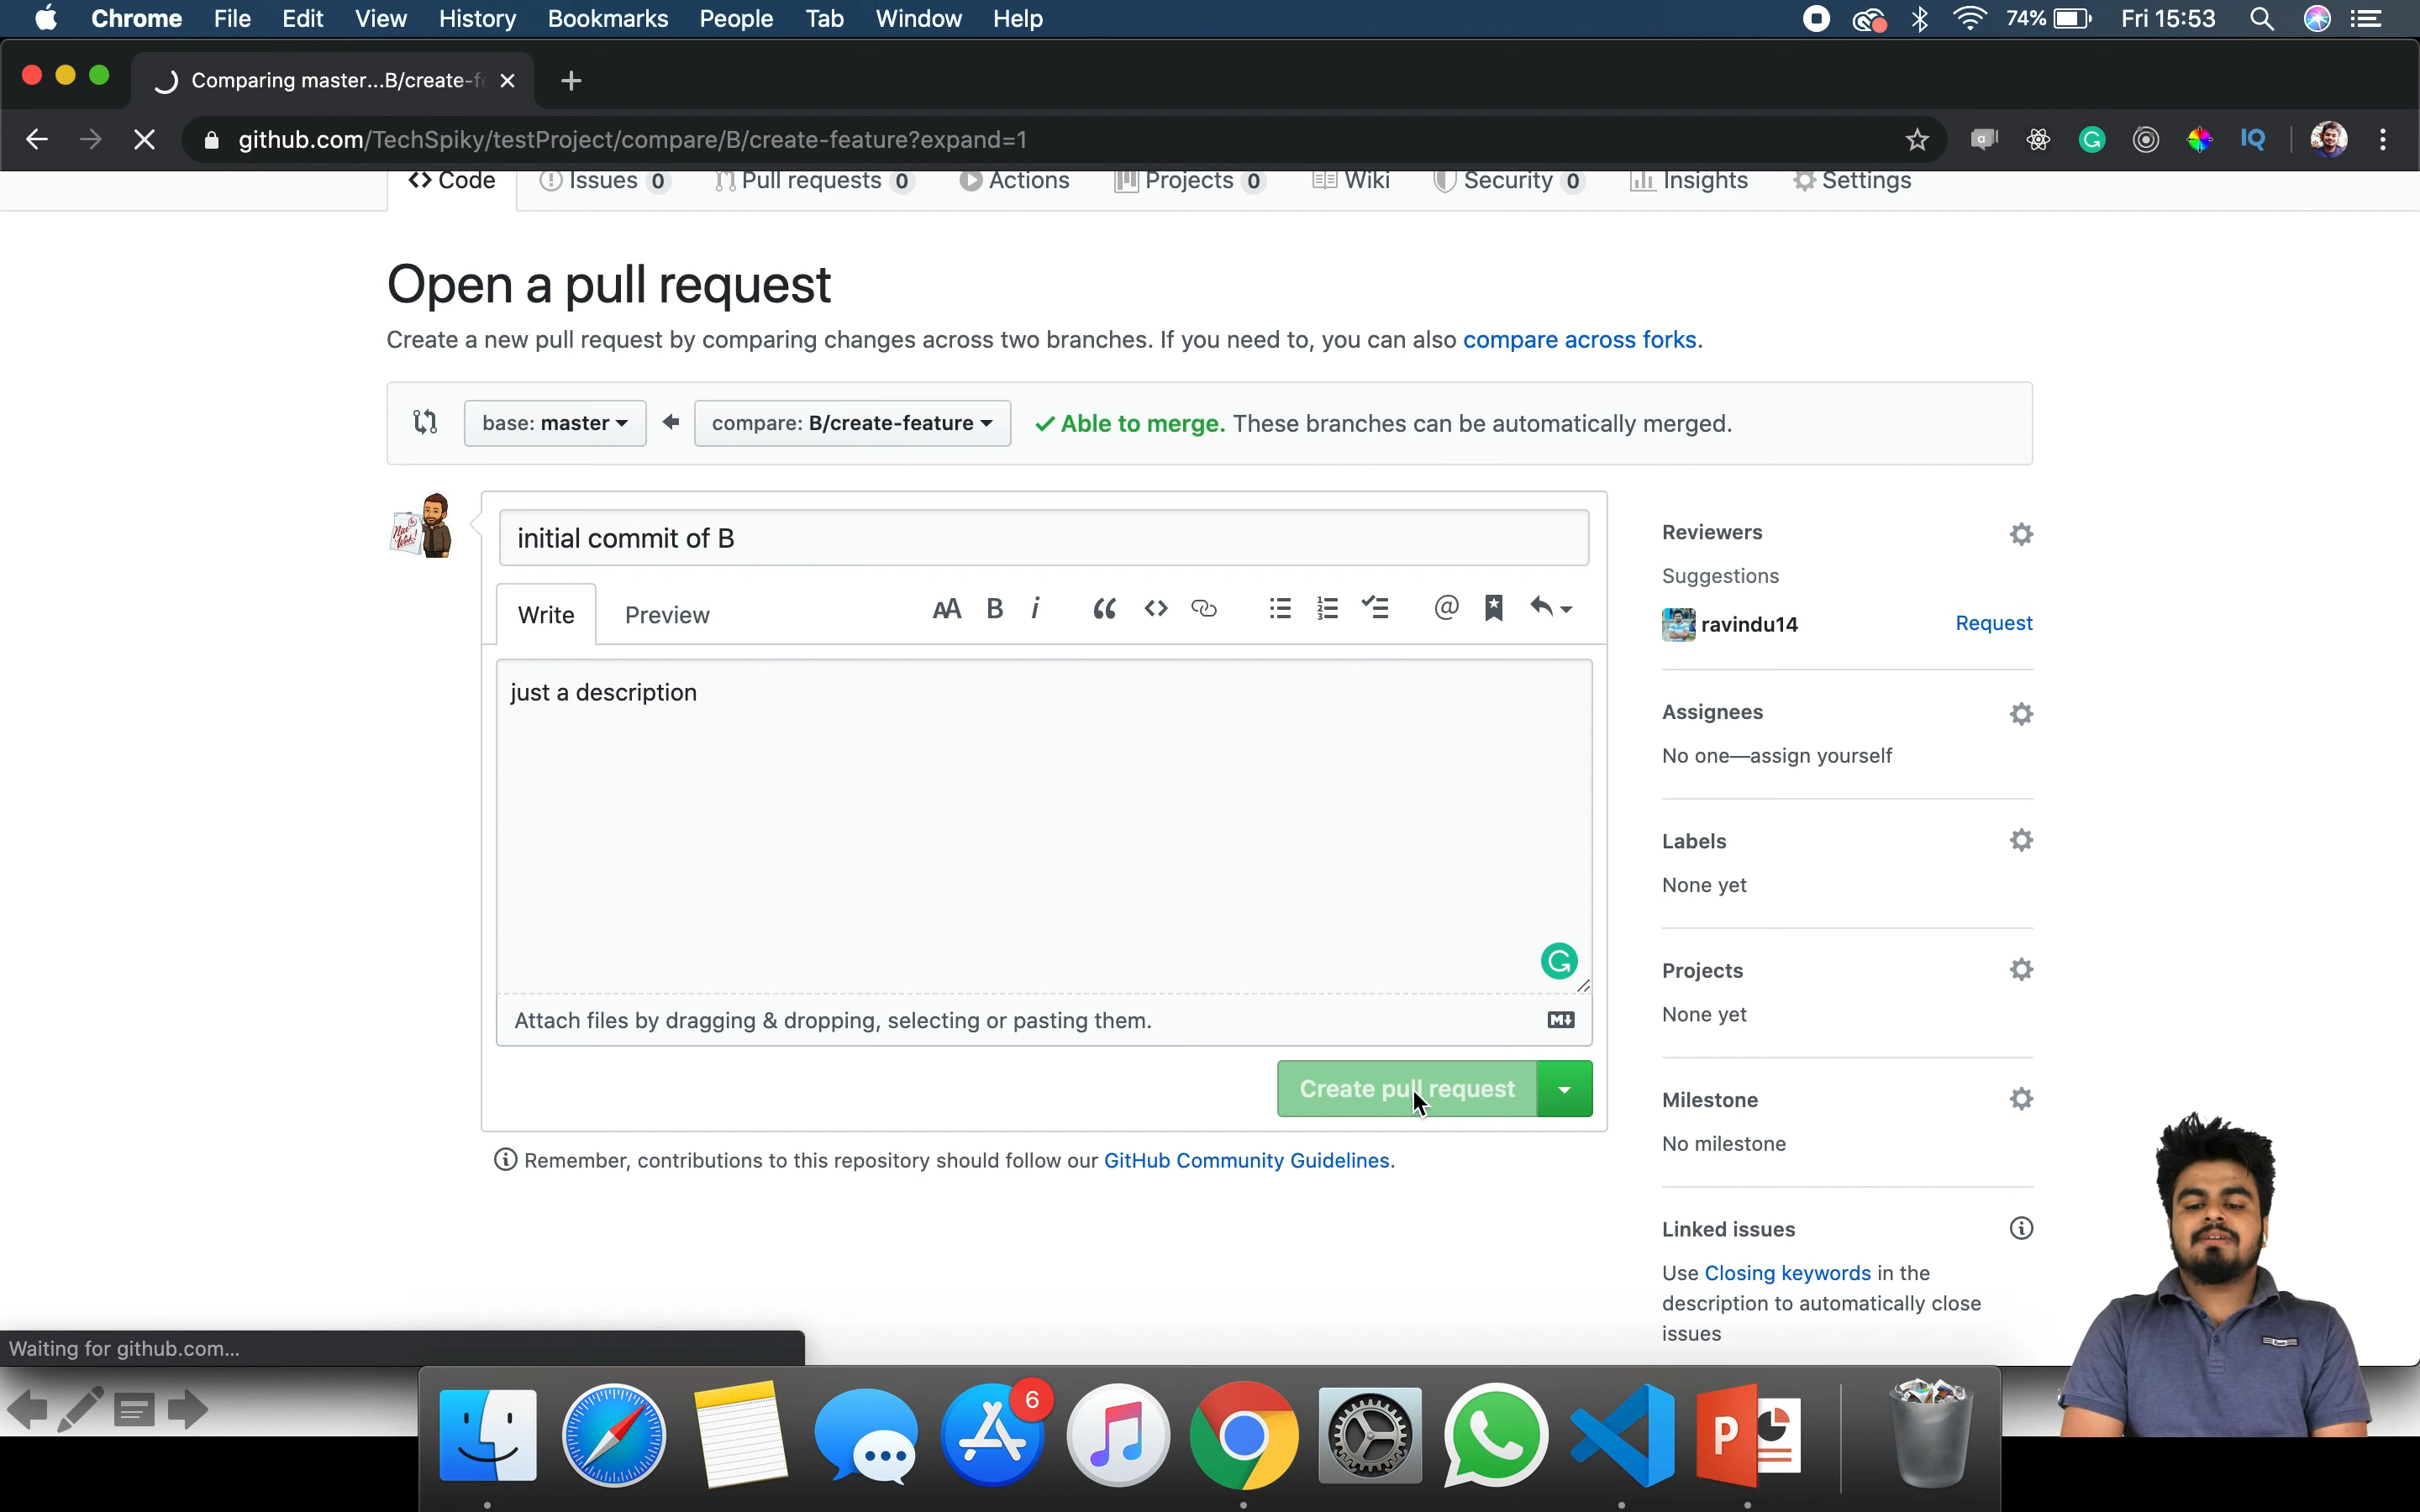 Chrome File Edit View History Bookmarks People Tab Window Help 74% Fri 15:53
Comparing master...B/create-f
github.com/TechSpiky/testProject/compare/B/create-feature?expand=1
Code Issues 0 Pull requests 0 Actions Projects 0 Wiki Security 0 Insights Settings
Open a pull request
Create a new pull request by comparing changes across two branches. If you need to, you can also compare across forks.
base: master compare: B/create-feature Able to merge. These branches can be automatically merged.
initial commit of B
Write Preview
just a description
Attach files by dragging & dropping, selecting or pasting them.
Create pull request
Remember, contributions to this repository should follow our GitHub Community Guidelines.
Reviewers
Suggestions
ravindu14 Request
Assignees
No one—assign yourself
Labels
None yet
Projects
None yet
Milestone
No milestone
Linked issues
Use Closing keywords in the
description to automatically close
issues
Waiting for github.com...
6